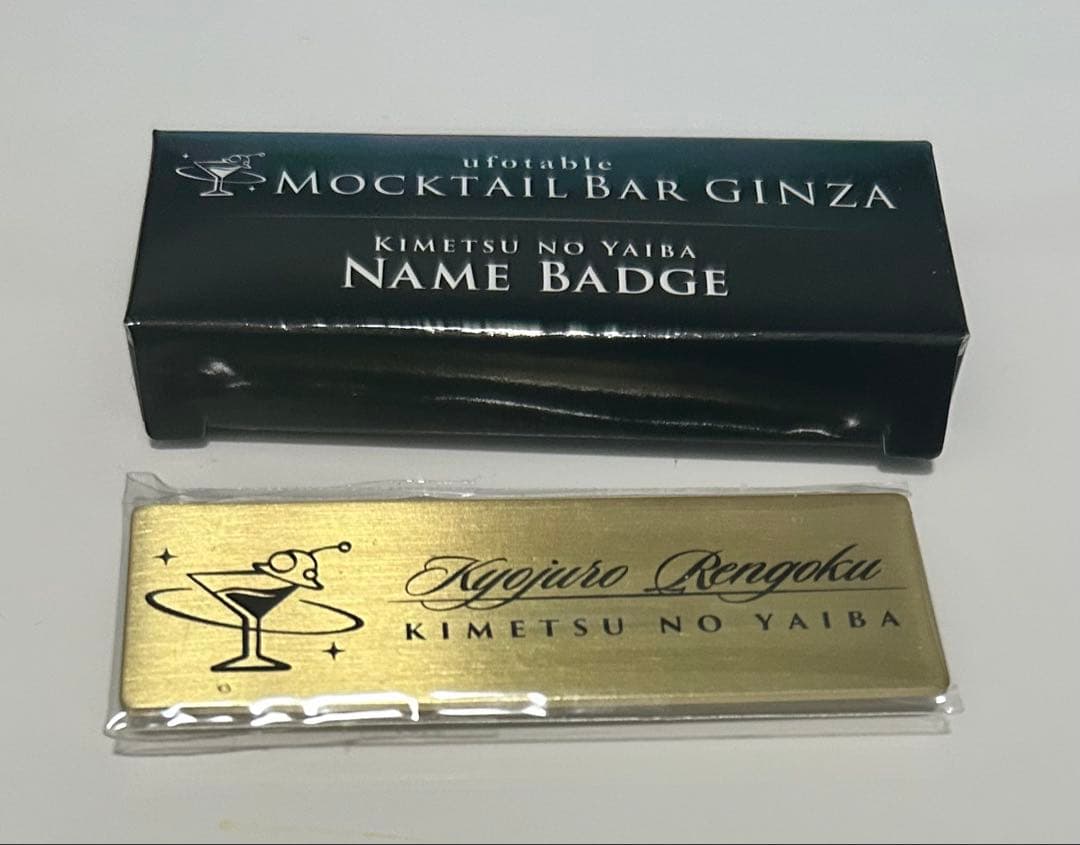 ufotable
MOCKTAIL BAR GINZA
KIMETSU NO YAIBA
NAME BADGE
Kyojuro Rengoku
KIMETSU NO YAIBA